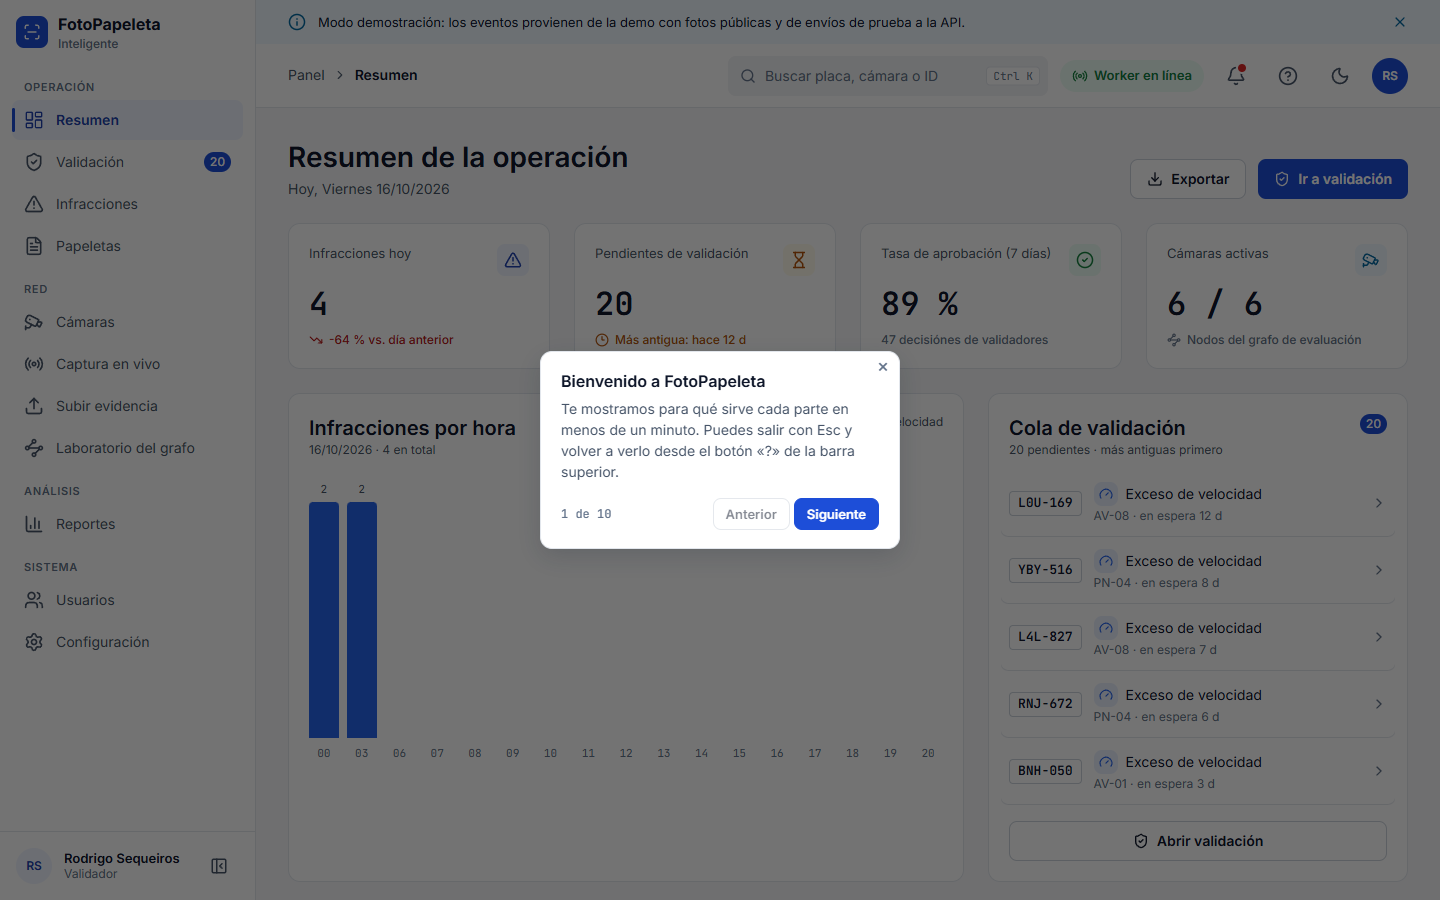 FotoPapeleta
Inteligente
OPERACIÓN
Resumen
Validación
20
Infracciones
Papeletas
RED
Cámaras
Captura en vivo
Subir evidencia
Laboratorio del grafo
ANÁLISIS
Reportes
SISTEMA
Usuarios
Configuración
RS
Rodrigo Sequeiros
Validador
Modo demostración: los eventos provienen de la demo con fotos públicas y de envíos de prueba a la API.
Panel > Resumen
Buscar placa, cámara o ID
Ctrl K
Worker en línea
RS
Resumen de la operación
Hoy, Viernes 16/10/2026
Exportar
Ir a validación
Infracciones hoy
4
-64 % vs. día anterior
Pendientes de validación
20
Más antigua: hace 12 d
Tasa de aprobación (7 días)
89 %
47 decisiónes de validadores
Cámaras activas
6 / 6
Nodos del grafo de evaluación
Bienvenido a FotoPapeleta
Te mostramos para qué sirve cada parte en
menos de un minuto. Puedes salir con Esc y
volver a verlo desde el botón «?» de la barra
superior.
1 de 10
Anterior
Siguiente
Infracciones por hora
16/10/2026 · 4 en total
elocidad
2 2
00 03 06 07 08 09 10 11 12 13 14 15 16 17 18 19 20
Cola de validación
20
20 pendientes · más antiguas primero
L0U-169
Exceso de velocidad
AV-08 · en espera 12 d
YBY-516
Exceso de velocidad
PN-04 · en espera 8 d
L4L-827
Exceso de velocidad
AV-08 · en espera 7 d
RNJ-672
Exceso de velocidad
PN-04 · en espera 6 d
BNH-050
Exceso de velocidad
AV-01 · en espera 3 d
Abrir validación